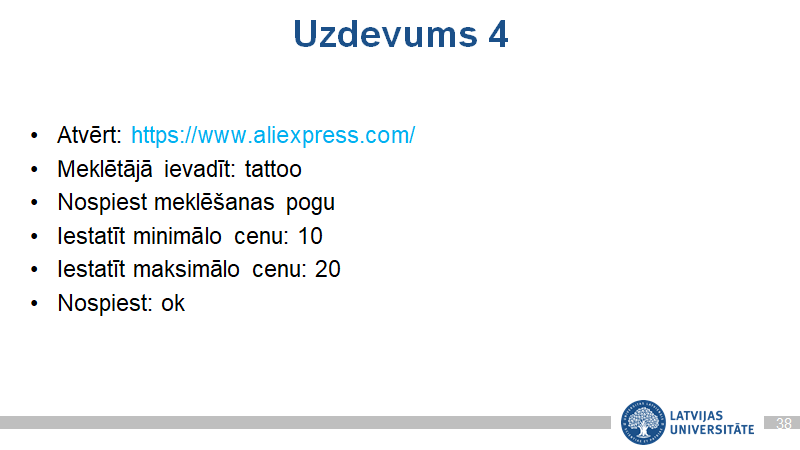 Uzdevums 4
• Atvērt: https://www.aliexpress.com/
• Meklētājā ievadīt: tattoo
• Nospiest meklēšanas pogu
• Iestatīt minimālo cenu: 10
• Iestatīt maksimālo cenu: 20
• Nospiest: ok
LATVIJAS
UNIVERSITĀTE
38